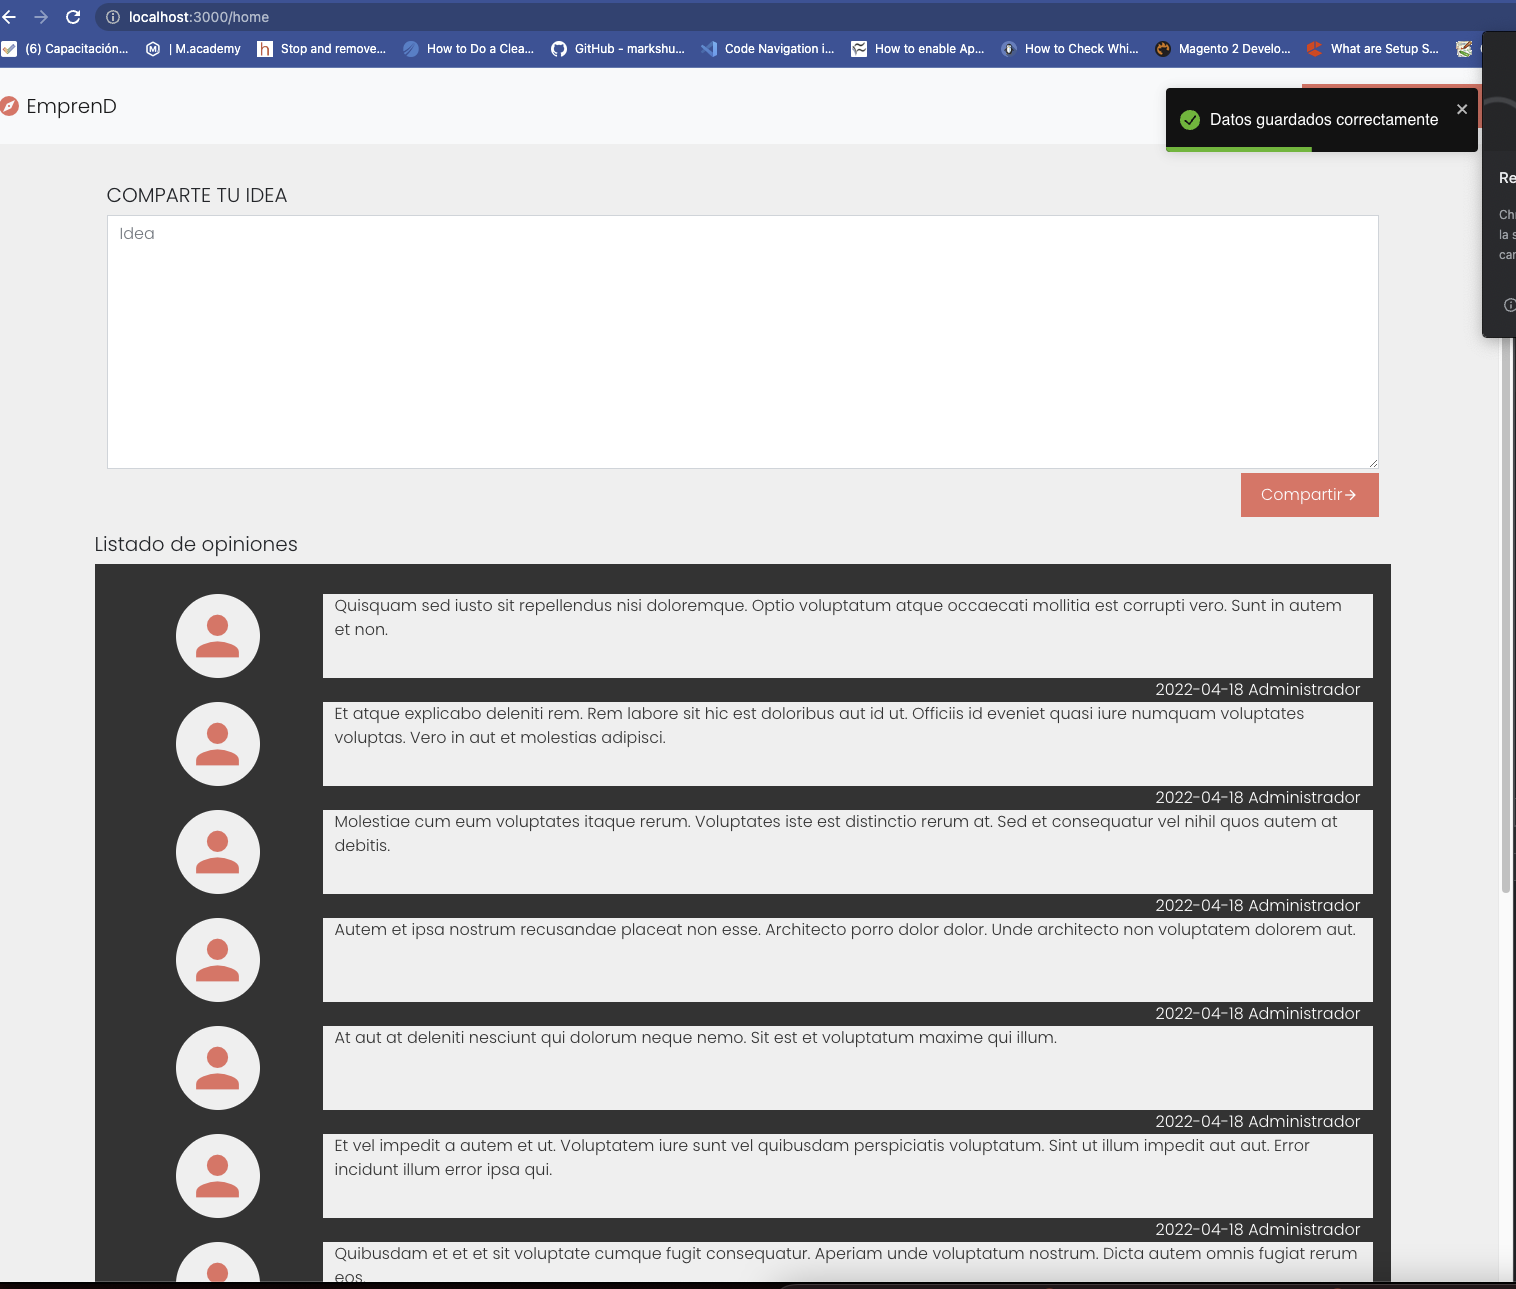 localhost:3000/home
(6) Capacitación...
| M.academy
Stop and remove...
How to Do a Clea...
GitHub - markshu...
Code Navigation i...
How to enable Ap...
How to Check Whi...
Magento 2 Develo...
What are Setup S...
EmprenD
Datos guardados correctamente
Re
Ch
la s
car
COMPARTE TU IDEA
Idea
Compartir
Listado de opiniones
Quisquam sed iusto sit repellendus nisi doloremque. Optio voluptatum atque occaecati mollitia est corrupti vero. Sunt in autem
et non.
2022-04-18 Administrador
Et atque explicabo deleniti rem. Rem labore sit hic est doloribus aut id ut. Officiis id eveniet quasi iure numquam voluptates
voluptas. Vero in aut et molestias adipisci.
2022-04-18 Administrador
Molestiae cum eum voluptates itaque rerum. Voluptates iste est distinctio rerum at. Sed et consequatur vel nihil quos autem at
debitis.
2022-04-18 Administrador
Autem et ipsa nostrum recusandae placeat non esse. Architecto porro dolor dolor. Unde architecto non voluptatem dolorem aut.
2022-04-18 Administrador
At aut at deleniti nesciunt qui dolorum neque nemo. Sit est et voluptatum maxime qui illum.
2022-04-18 Administrador
Et vel impedit a autem et ut. Voluptatem iure sunt vel quibusdam perspiciatis voluptatum. Sint ut illum impedit aut aut. Error
incidunt illum error ipsa qui.
2022-04-18 Administrador
Quibusdam et et et sit voluptate cumque fugit consequatur. Aperiam unde voluptatum nostrum. Dicta autem omnis fugiat rerum
eos.